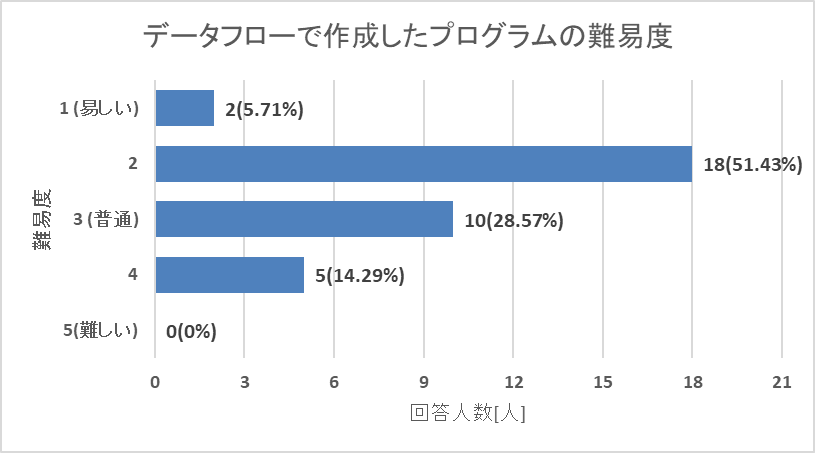 データフローで作成したプログラムの難易度
難易度
1 (易しい)
2(5.71%)
2
18(51.43%)
3 (普通)
10(28.57%)
4
5(14.29%)
5(難しい)
0(0%)
0 3 6 9 12 15 18 21
回答人数[人]